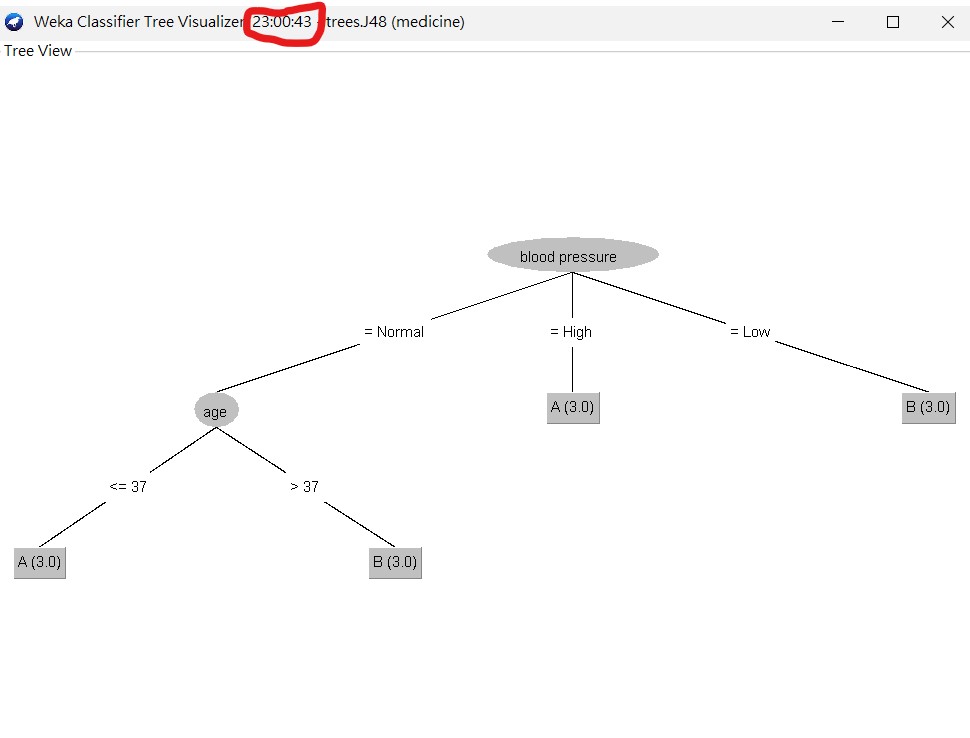 Weka Classifier Tree Visualizer 23:00:43 - trees.J48 (medicine)
Tree View
blood pressure
= Normal = High = Low
age A (3.0) B (3.0)
<= 37 > 37
A (3.0) B (3.0)